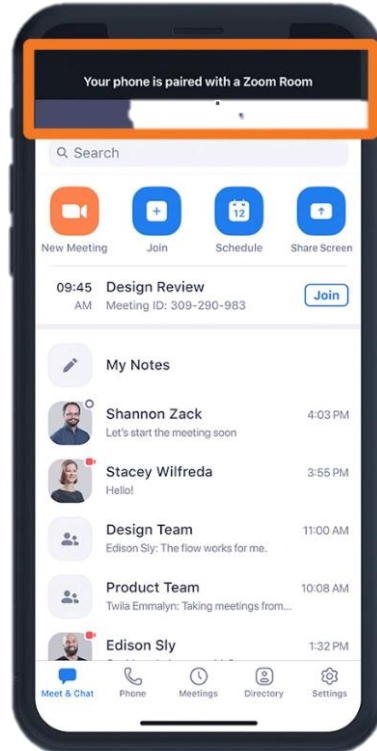 Your phone is paired with a Zoom Room
Search
12
New Meeting Join Schedule Share Screen
09:45 Design Review
AM Meeting ID: 309-290-983 Join
My Notes
Shannon Zack 4:03 PM
Let's start the meeting soon
Stacey Wilfreda 3:55 PM
Hello!
Design Team 11:00 AM
Edison Sly: The flow works for me.
Product Team 10:08 AM
Twila Emmalyn: Taking meetings from...
Edison Sly 1:32 PM
Meet & Chat Phone Meetings Directory Settings